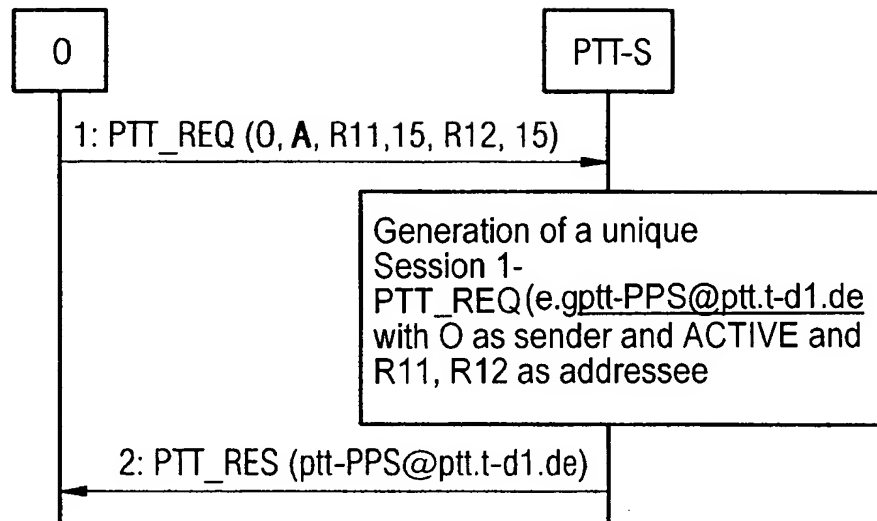 O
PTT-S
1: PTT_REQ (O, A, R11,15, R12, 15)
Generation of a unique
Session 1-
PTT_REQ(e.gptt-PPS@ptt.t-d1.de
with O as sender and ACTIVE and
R11, R12 as addressee
2: PTT_RES (ptt-PPS@ptt.t-d1.de)